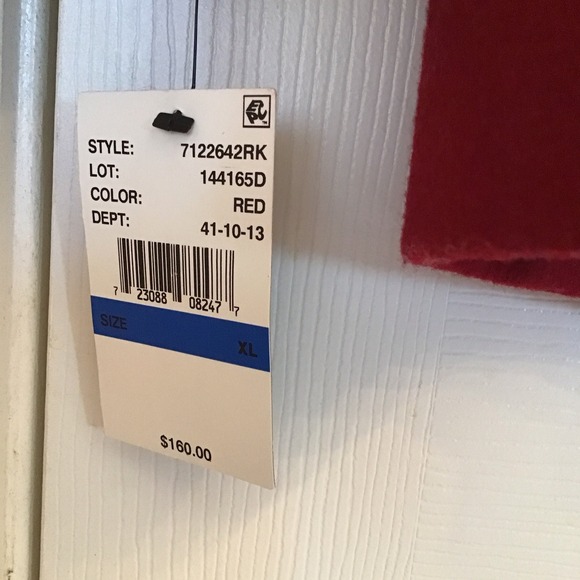 STYLE: 7122642RK
LOT: 144165D
COLOR: RED
DEPT: 41-10-13
7 23088 08247 7
SIZE XL
$160.00